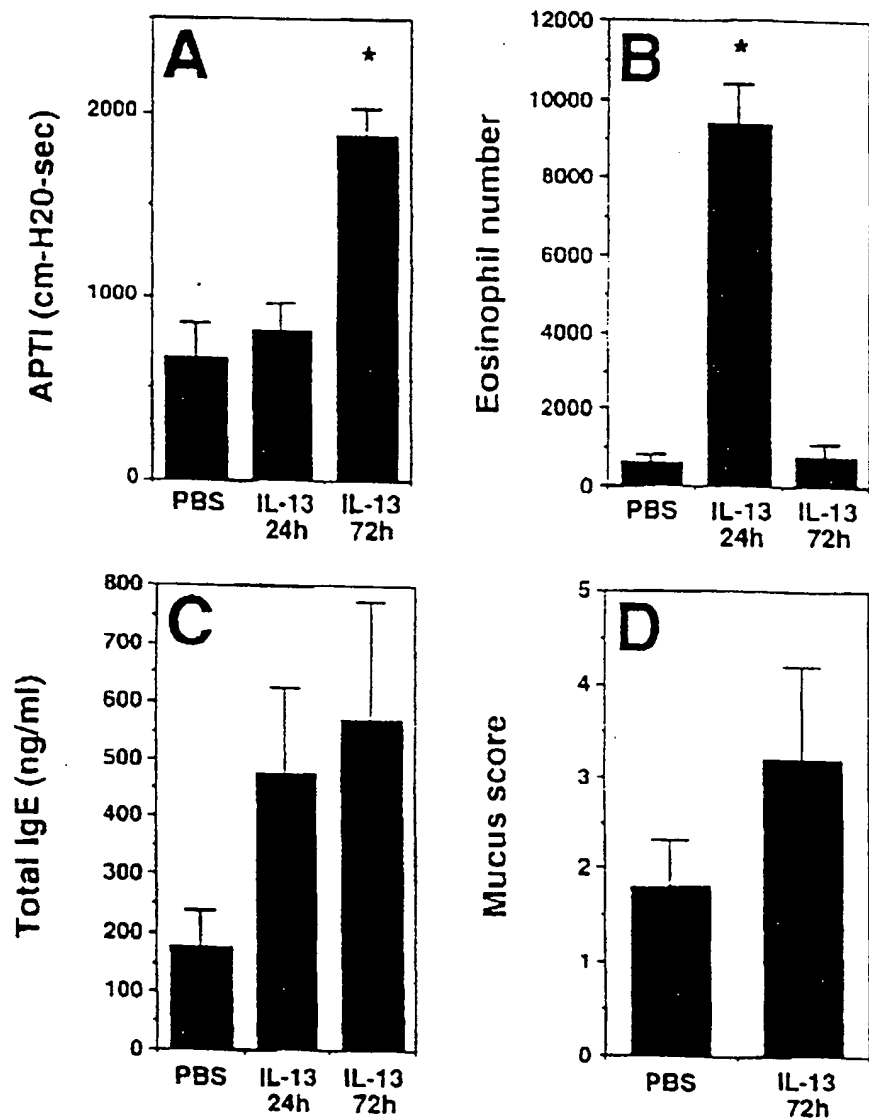 A
APTI (cm-H20-sec)
2000
1000
0
*
PBS
IL-13
24h
IL-13
72h
B
Eosinophil number
12000
10000
8000
6000
4000
2000
0
*
PBS
IL-13
24h
IL-13
72h
C
Total IgE (ng/ml)
800
700
600
500
400
300
200
100
0
PBS
IL-13
24h
IL-13
72h
D
Mucus score
5
4
3
2
1
0
PBS
IL-13
72h